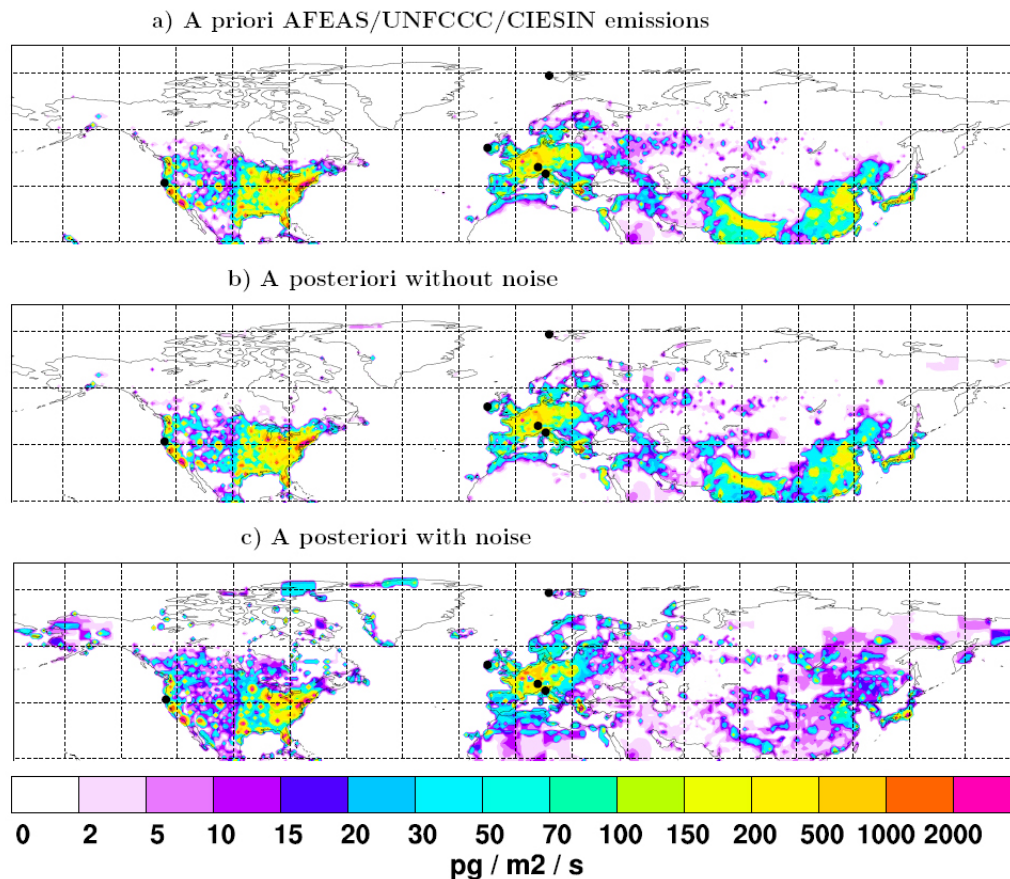 a) A priori AFEAS/UNFCCC/CIESIN emissions
b) A posteriori without noise
c) A posteriori with noise
0 2 5 10 15 20 30 50 70 100 150 200 500 1000 2000
pg / m2 / s